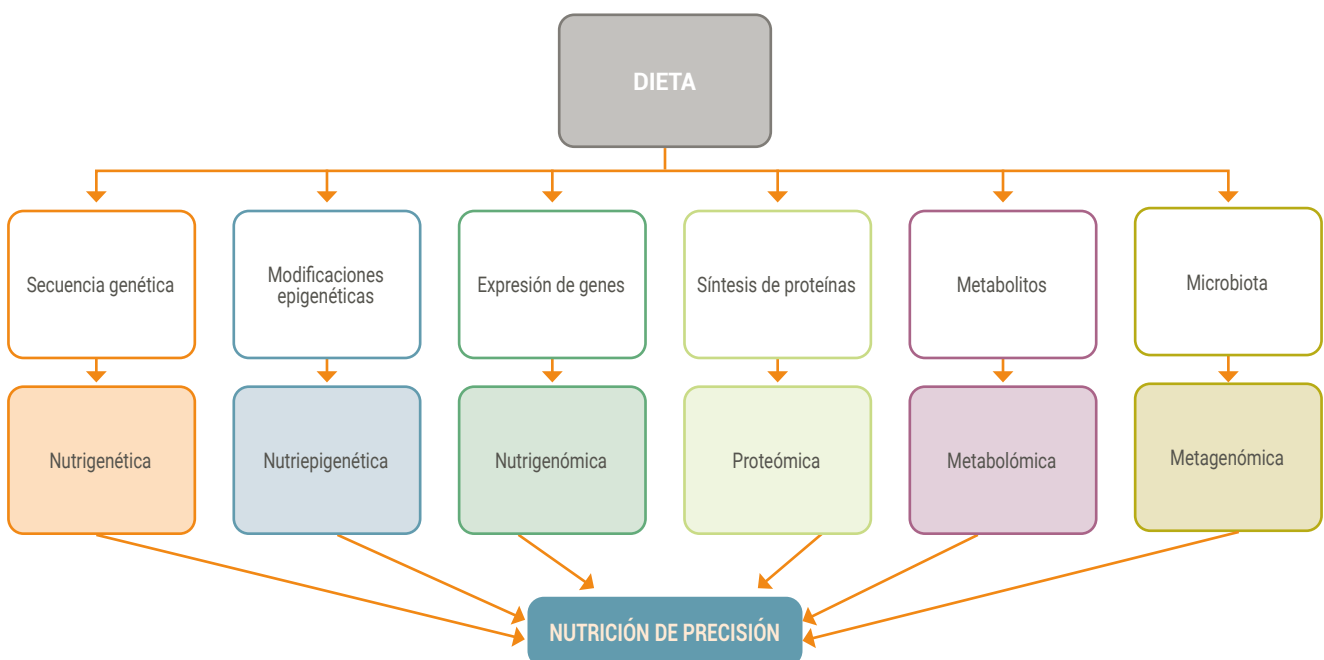 DIETA
Secuencia genética
Modificaciones
epigenéticas
Expresión de genes
Síntesis de proteínas
Metabolitos
Microbiota
Nutrigenética
Nutriepigenética
Nutrigenómica
Proteómica
Metabolómica
Metagenómica
NUTRICIÓN DE PRECISIÓN